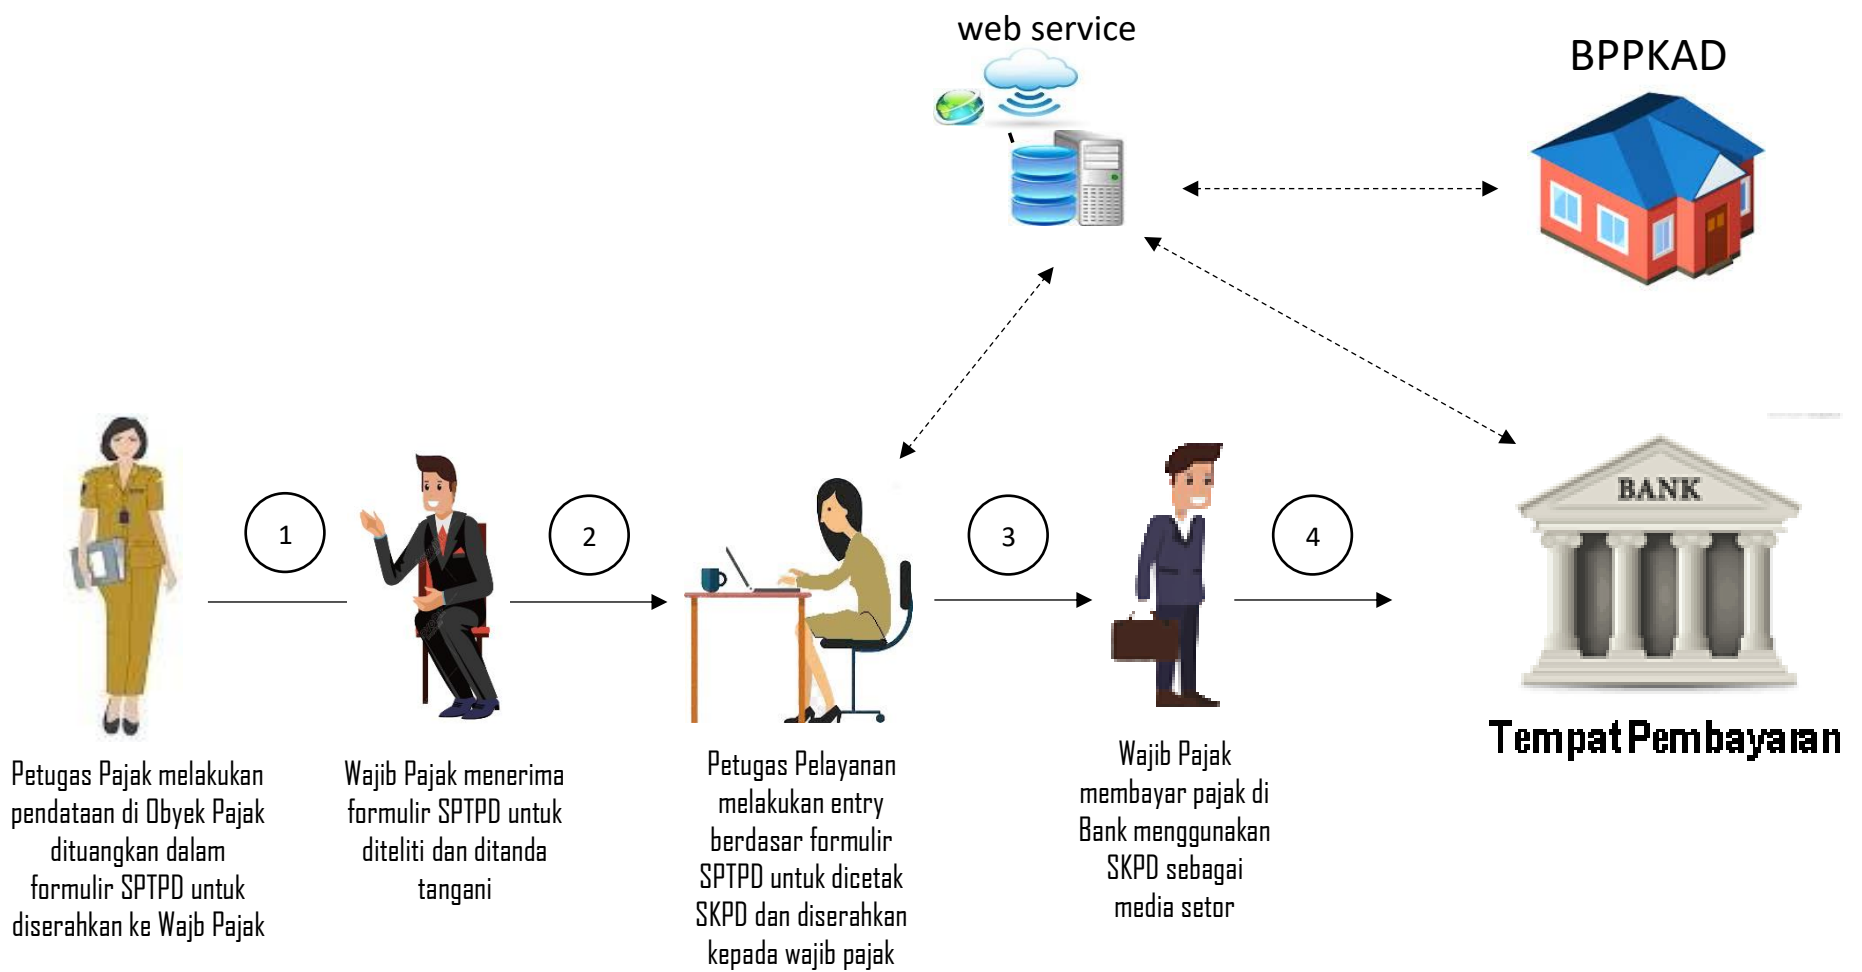 web service
BPPKAD
1
2
3
4
BANK
Tempat Pembayaran
Petugas Pajak melakukan
pendataan di Obyek Pajak
dituangkan dalam
formulir SPTPD untuk
diserahkan ke Wajb Pajak
Wajib Pajak menerima
formulir SPTPD untuk
diteliti dan ditanda
tangani
Petugas Pelayanan
melakukan entry
berdasar formulir
SPTPD untuk dicetak
SKPD dan diserahkan
kepada wajib pajak
Wajib Pajak
membayar pajak di
Bank menggunakan
SKPD sebagai
media setor